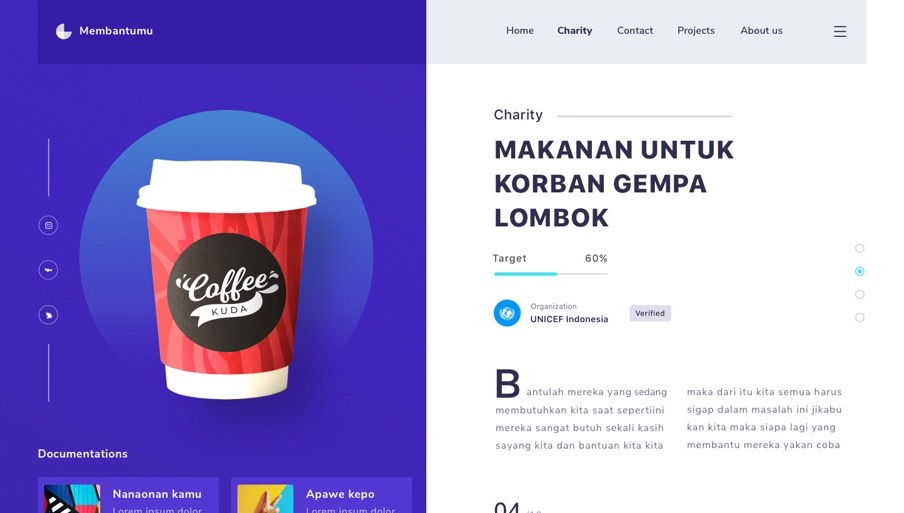 Membantumu
Home
Charity
Contact
Projects
About us
Coffee
KUDA
Documentations
Nanaonan kamu
Lorem ipsum dolor
Apawe kepo
Lorem ipsum dolor
Charity
MAKANAN UNTUK
KORBAN GEMPA
LOMBOK
Target 60%
Organization
UNICEF Indonesia
Verified
Bantulah mereka yang sedang
membutuhkan kita saat sepertiini
mereka sangat butuh sekali kasih
sayang kita dan bantuan kita kita
maka dari itu kita semua harus
sigap dalam masalah ini jikabu
kan kita maka siapa lagi yang
membantu mereka yakan coba
04